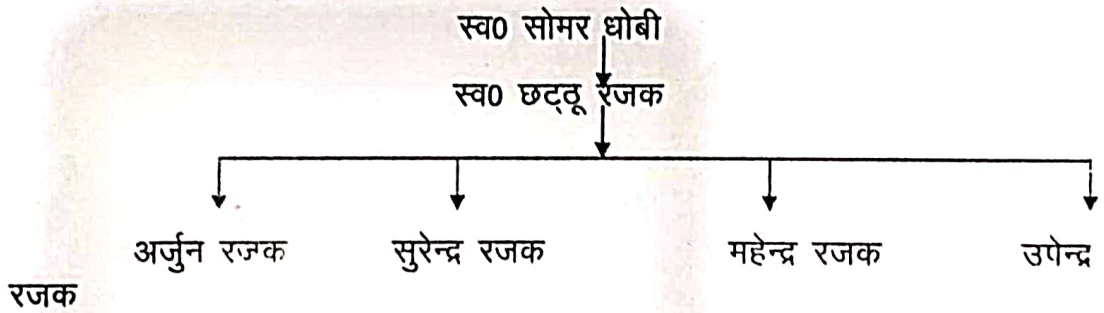 स्व0 सोमर धोबी
स्व0 छट्ठू रजक
अर्जुन रजक सुरेन्द्र रजक महेन्द्र रजक उपेन्द्र
रजक